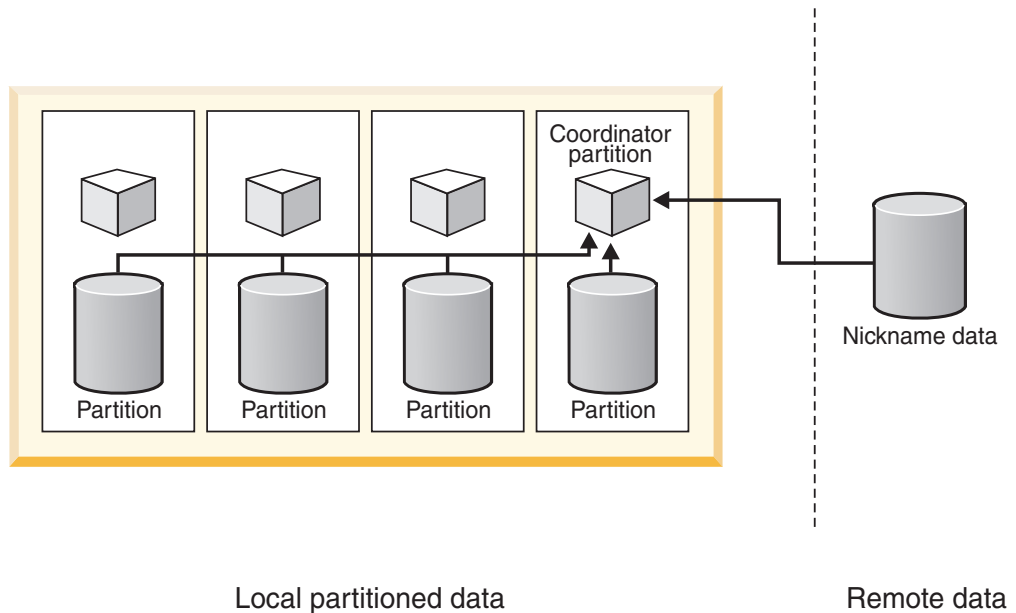 Coordinator
partition
Nickname data
Partition
Partition
Partition
Partition
Local partitioned data
Remote data